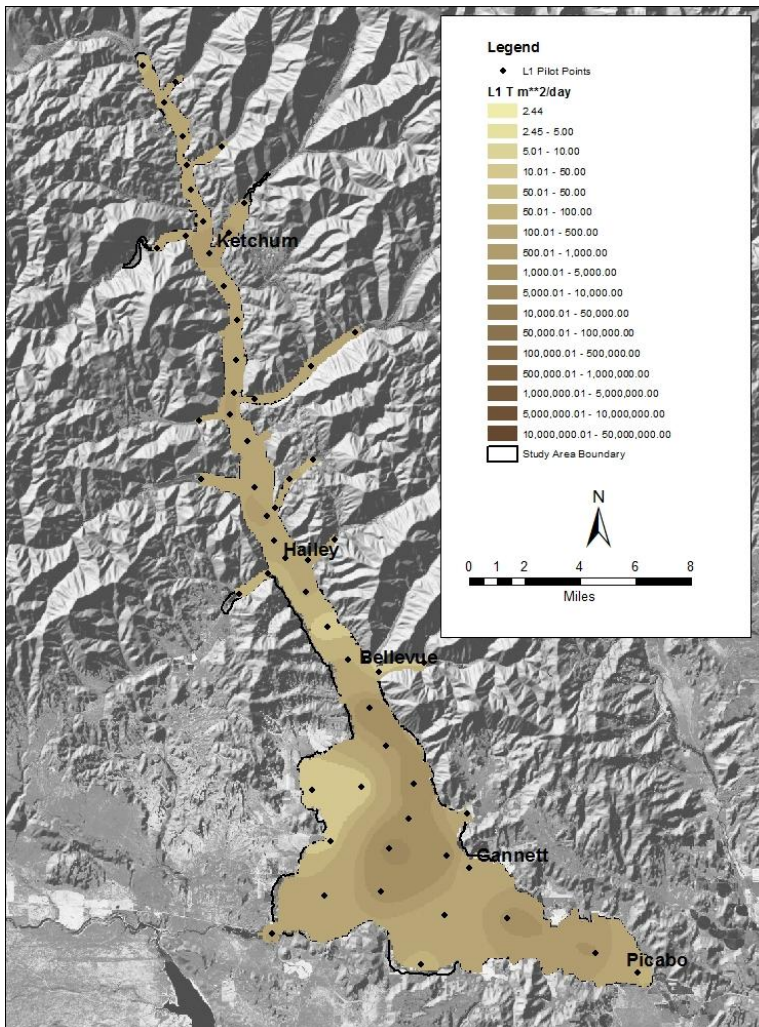 Legend
L1 Pilot Points
L1 T m**2/day
2.44
2.45 - 5.00
5.01 - 10.00
10.01 - 50.00
50.01 - 50.00
50.01 - 100.00
100.01 - 500.00
500.01 - 1,000.00
1,000.01 - 5,000.00
5,000.01 - 10,000.00
10,000.01 - 50,000.00
50,000.01 - 100,000.00
100,000.01 - 500,000.00
500,000.01 - 1,000,000.00
1,000,000.01 - 5,000,000.00
5,000,000.01 - 10,000,000.00
10,000,000.01 - 50,000,000.00
Study Area Boundary
N
0 2 4 6 8
Miles
Ketchum
Hailey
Bellevue
Gannett
Picabo